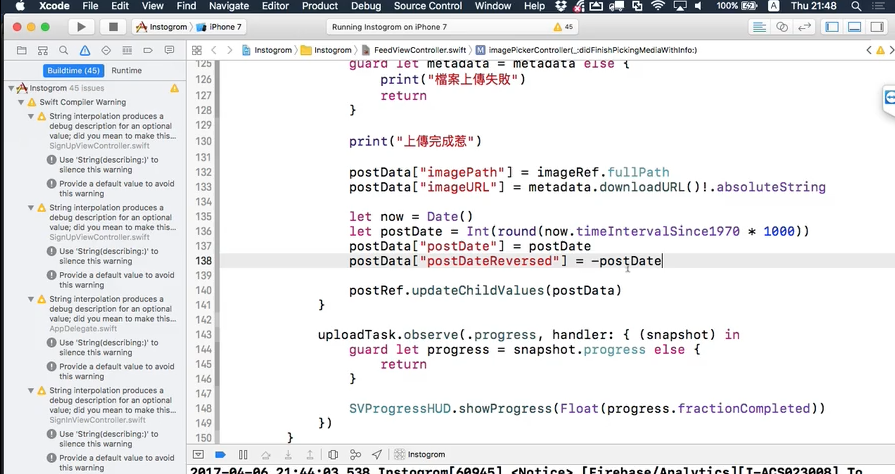 Xcode File Edit View Find Navigate Editor Product Debug Source Control Window Help 100% Thu 21:48
Instogrom iPhone 7 Running Instogrom on iPhone 7 45
Instogrom Instogrom FeedViewController.swift M imagePickerController(_:didFinishPickingMediaWithInfo:)
Buildtime (45) Runtime
Instogrom 45 issues
Swift Compiler Warning
String interpolation produces a
debug description for an optional
value; did you mean to make this...
SignUpViewController.swift
Use 'String(describing:)' to
silence this warning
Provide a default value to avoid
this warning
String interpolation produces a
debug description for an optional
value; did you mean to make this...
SignUpViewController.swift
Use 'String(describing:)' to
silence this warning
Provide a default value to avoid
this warning
String interpolation produces a
debug description for an optional
value; did you mean to make this...
AppDelegate.swift
Use 'String(describing:)' to
silence this warning
Provide a default value to avoid
this warning
String interpolation produces a
debug description for an optional
value; did you mean to make this...
SignInViewController.swift
Use 'String(describing:)' to
silence this warning
Provide a default value to avoid
this warning
125 guard let metadata = metadata else {
126 print("檔案上傳失敗")
127 return
128 }
129
130 print("上傳完成惹")
131
132 postData["imagePath"] = imageRef.fullPath
133 postData["imageURL"] = metadata.downloadURL()!.absoluteString
134
135 let now = Date()
136 let postDate = Int(round(now.timeIntervalSince1970 * 1000))
137 postData["postDate"] = postDate
138 postData["postDateReversed"] = -postDate
139
140 postRef.updateChildValues(postData)
141 }
142
143 uploadTask.observe(.progress, handler: { (snapshot) in
144 guard let progress = snapshot.progress else {
145 return
146 }
147
148 SVProgressHUD.showProgress(Float(progress.fractionCompleted))
149 })
150 }
Instogrom
2017-04-06 21:44:03.538 Instogrom[60945] <Notice> [Firebase/Analytics][I-ACS023008] To